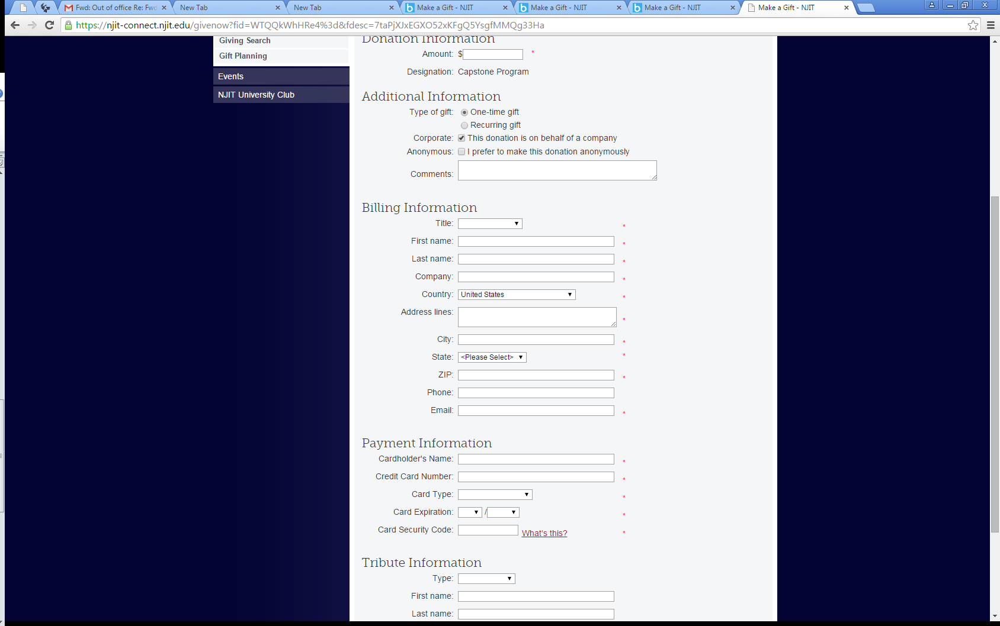 Fwd: Out of office Re: Fwd
New Tab
New Tab
Make a Gift - NJIT
Make a Gift - NJIT
Make a Gift - NJIT
Make a Gift - NJIT
https://njit-connect.njit.edu/givenow?fid=WTQQkWhHRe4%3d&fdesc=7taPjXJxEGXO52xKFgQ5YsgfMMQg33Ha
Giving Search
Gift Planning
Events
NJIT University Club
Donation Information
Amount: $ *
Designation: Capstone Program
Additional Information
Type of gift: One-time gift
Recurring gift
Corporate: This donation is on behalf of a company
Anonymous: I prefer to make this donation anonymously
Comments:
Billing Information
Title: *
First name: *
Last name: *
Company: *
Country: United States *
Address lines: *
City: *
State: <Please Select> *
ZIP: *
Phone:
Email: *
Payment Information
Cardholder's Name: *
Credit Card Number: *
Card Type: *
Card Expiration: / *
Card Security Code: What's this? *
Tribute Information
Type:
First name:
Last name: